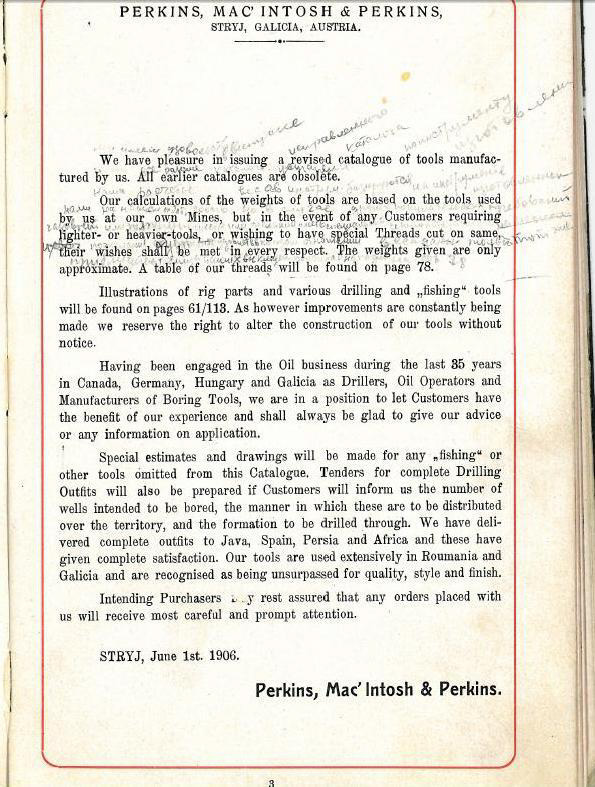 PERKINS, MAC' INTOSH & PERKINS,
STRYJ, GALICIA, AUSTRIA.
We have pleasure in issuing a revised catalogue of tools manufac-
tured by us. All earlier catalogues are obsolete.
Our calculations of the weights of tools are based on the tools used
by us at our own Mines, but in the event of any Customers requiring
lighter- or heavier-tools, or wishing to have special Threads cut on same,
their wishes shall be met in every respect. The weights given are only
approximate. A table of our threads will be found on page 78.
Illustrations of rig parts and various drilling and „fishing“ tools
will be found on pages 61/113. As however improvements are constantly being
made we reserve the right to alter the construction of our tools without
notice.
Having been engaged in the Oil business during the last 35 years
in Canada, Germany, Hungary and Galicia as Drillers, Oil Operators and
Manufacturers of Boring Tools, we are in a position to let Customers have
the benefit of our experience and shall always be glad to give our advice
or any information on application.
Special estimates and drawings will be made for any „fishing“ or
other tools omitted from this Catalogue. Tenders for complete Drilling
Outfits will also be prepared if Customers will inform us the number of
wells intended to be bored, the manner in which these are to be distributed
over the territory, and the formation to be drilled through. We have deli-
vered complete outfits to Java, Spain, Persia and Africa and these have
given complete satisfaction. Our tools are used extensively in Roumania and
Galicia and are recognised as being unsurpassed for quality, style and finish.
Intending Purchasers rest assured that any orders placed with
us will receive most careful and prompt attention.
STRYJ, June 1st. 1906.
Perkins, Mac' Intosh & Perkins.
3